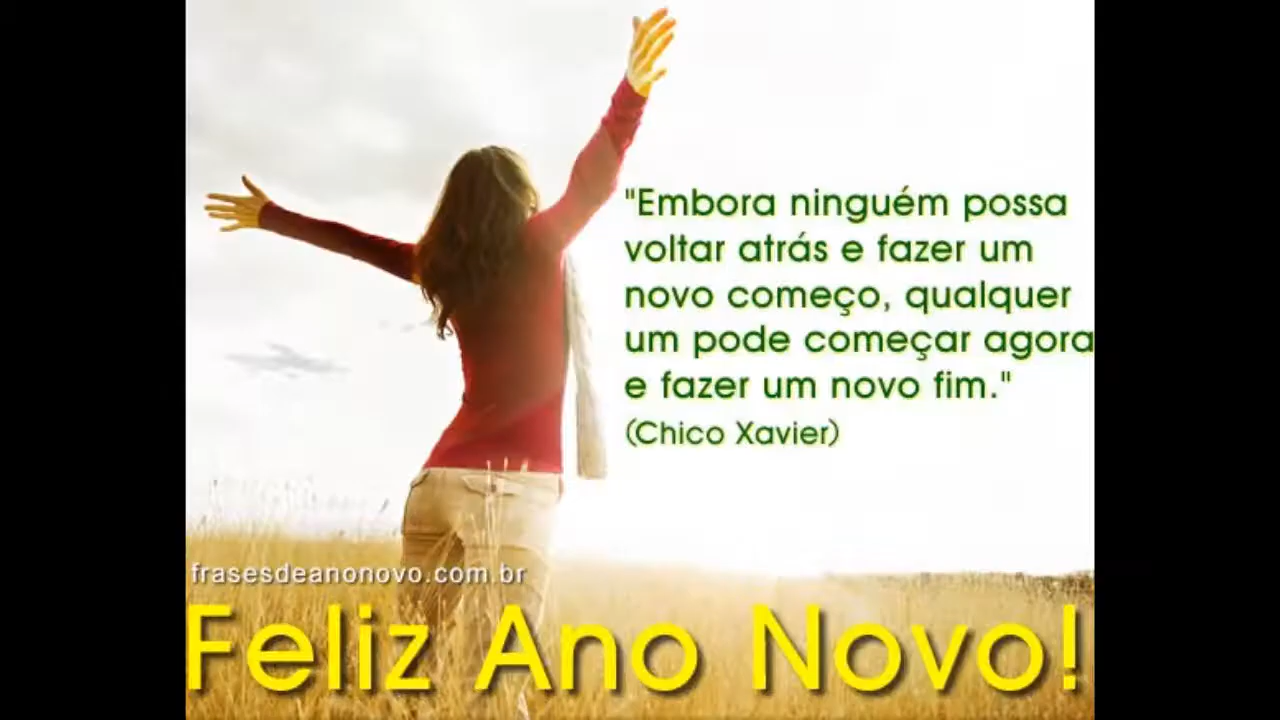 "Embora ninguém possa
voltar atrás e fazer um
novo começo, qualquer
um pode começar agora
e fazer um novo fim."
(Chico Xavier)
frasesdeanonovo.com.br
Feliz Ano Novo!